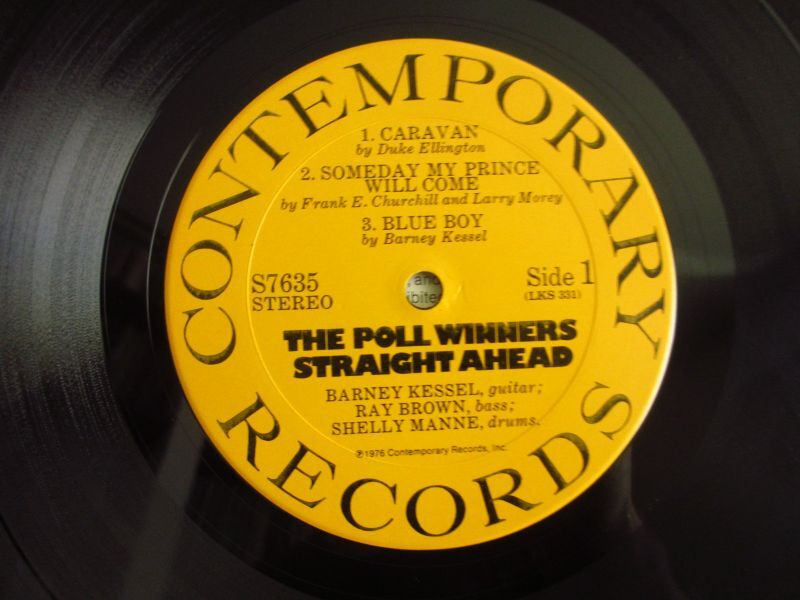 CONTEMPORARY
1. CARAVAN
by Duke Ellington
2. SOMEDAY MY PRINCE
WILL COME
by Frank E. Churchill and Larry Morey
3. BLUE BOY
by Barney Kessel
S7635
STEREO
and
Side 1
(LKS 331)
THE POLL WINNERS
STRAIGHT AHEAD
BARNEY KESSEL, guitar;
RAY BROWN, bass;
SHELLY MANNE, drums.
℗1976 Contemporary Records, Inc.
RECORDS